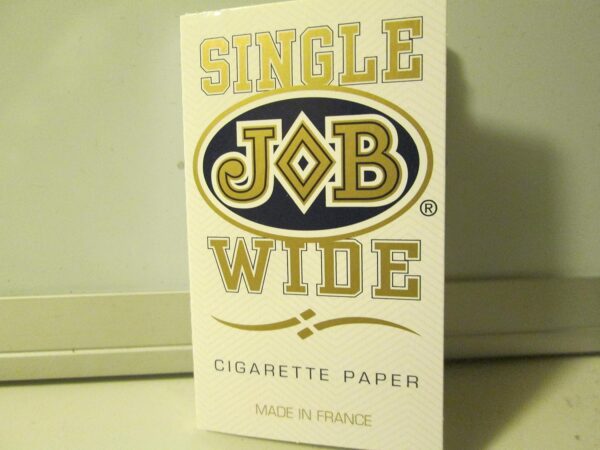 SINGLE
JOB®
WIDE
CIGARETTE PAPER
MADE IN FRANCE